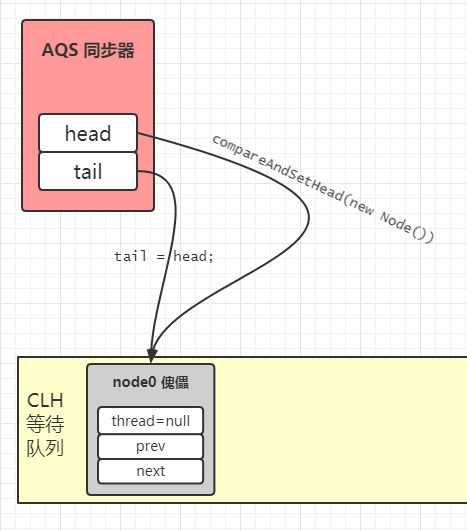 AQS 同步器
head
tail
compareAndSetHead(new Node())
tail = head;
CLH
等待
队列
node0 傀儡
thread=null
prev
next